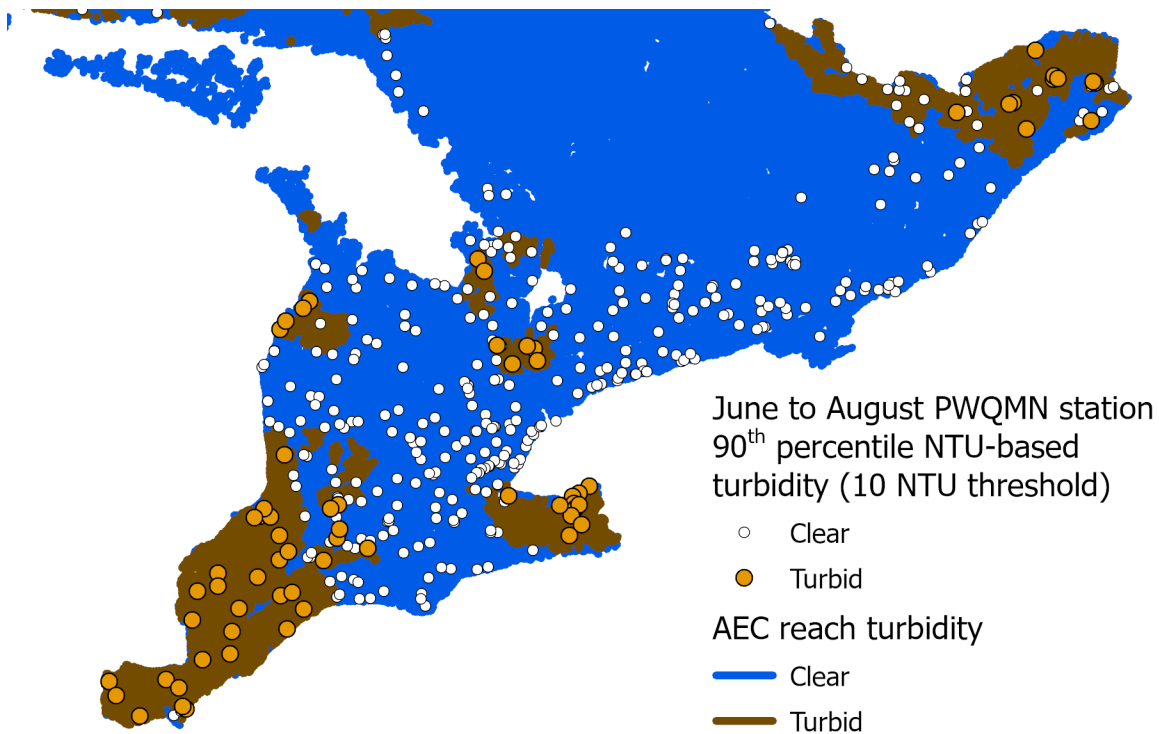 June to August PWQMN station
90th percentile NTU-based
turbidity (10 NTU threshold)
Clear
Turbid
AEC reach turbidity
Clear
Turbid